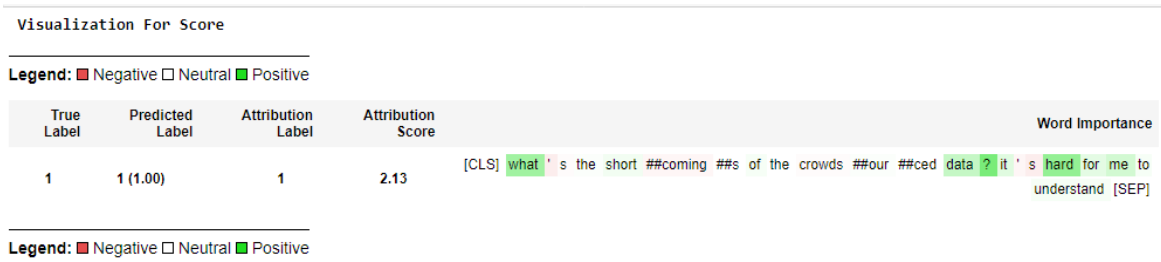 Visualization For Score
Legend: Negative Neutral Positive
True Label Predicted Label Attribution Label Attribution Score Word Importance
1 1 (1.00) 1 2.13 [CLS] what ' s the short ##coming ##s of the crowds ##our ##ced data ? it ' s hard for me to
understand [SEP]
Legend: Negative Neutral Positive